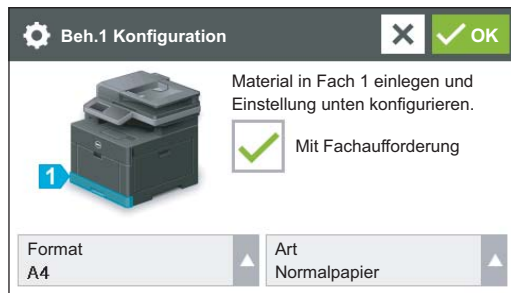 Beh.1 Konfiguration
OK
Material in Fach 1 einlegen und
Einstellung unten konfigurieren.
Mit Fachaufforderung
1
Format
A4
Art
Normalpapier